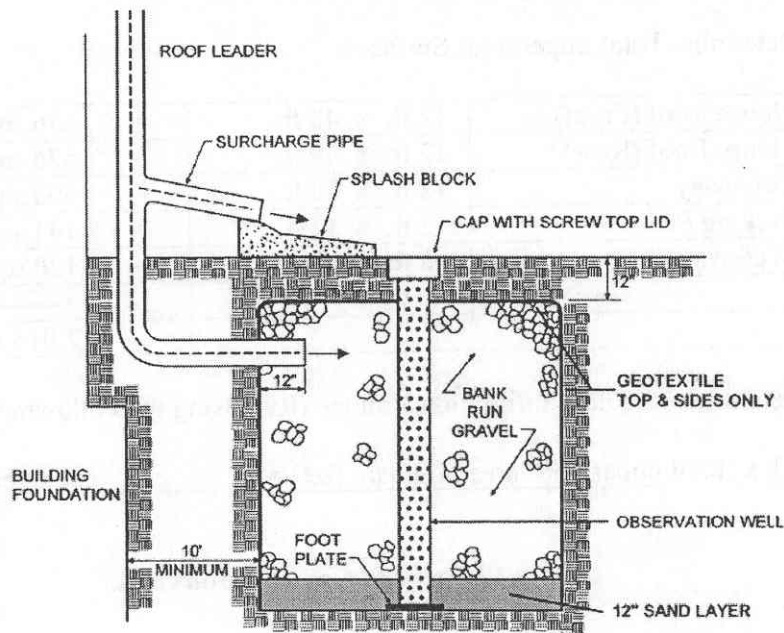 ROOF LEADER
SURCHARGE PIPE
SPLASH BLOCK
CAP WITH SCREW TOP LID
12"
12"
GEOTEXTILE
TOP & SIDES ONLY
BANK
RUN
GRAVEL
BUILDING
FOUNDATION
OBSERVATION WELL
10'
MINIMUM
FOOT
PLATE
12" SAND LAYER